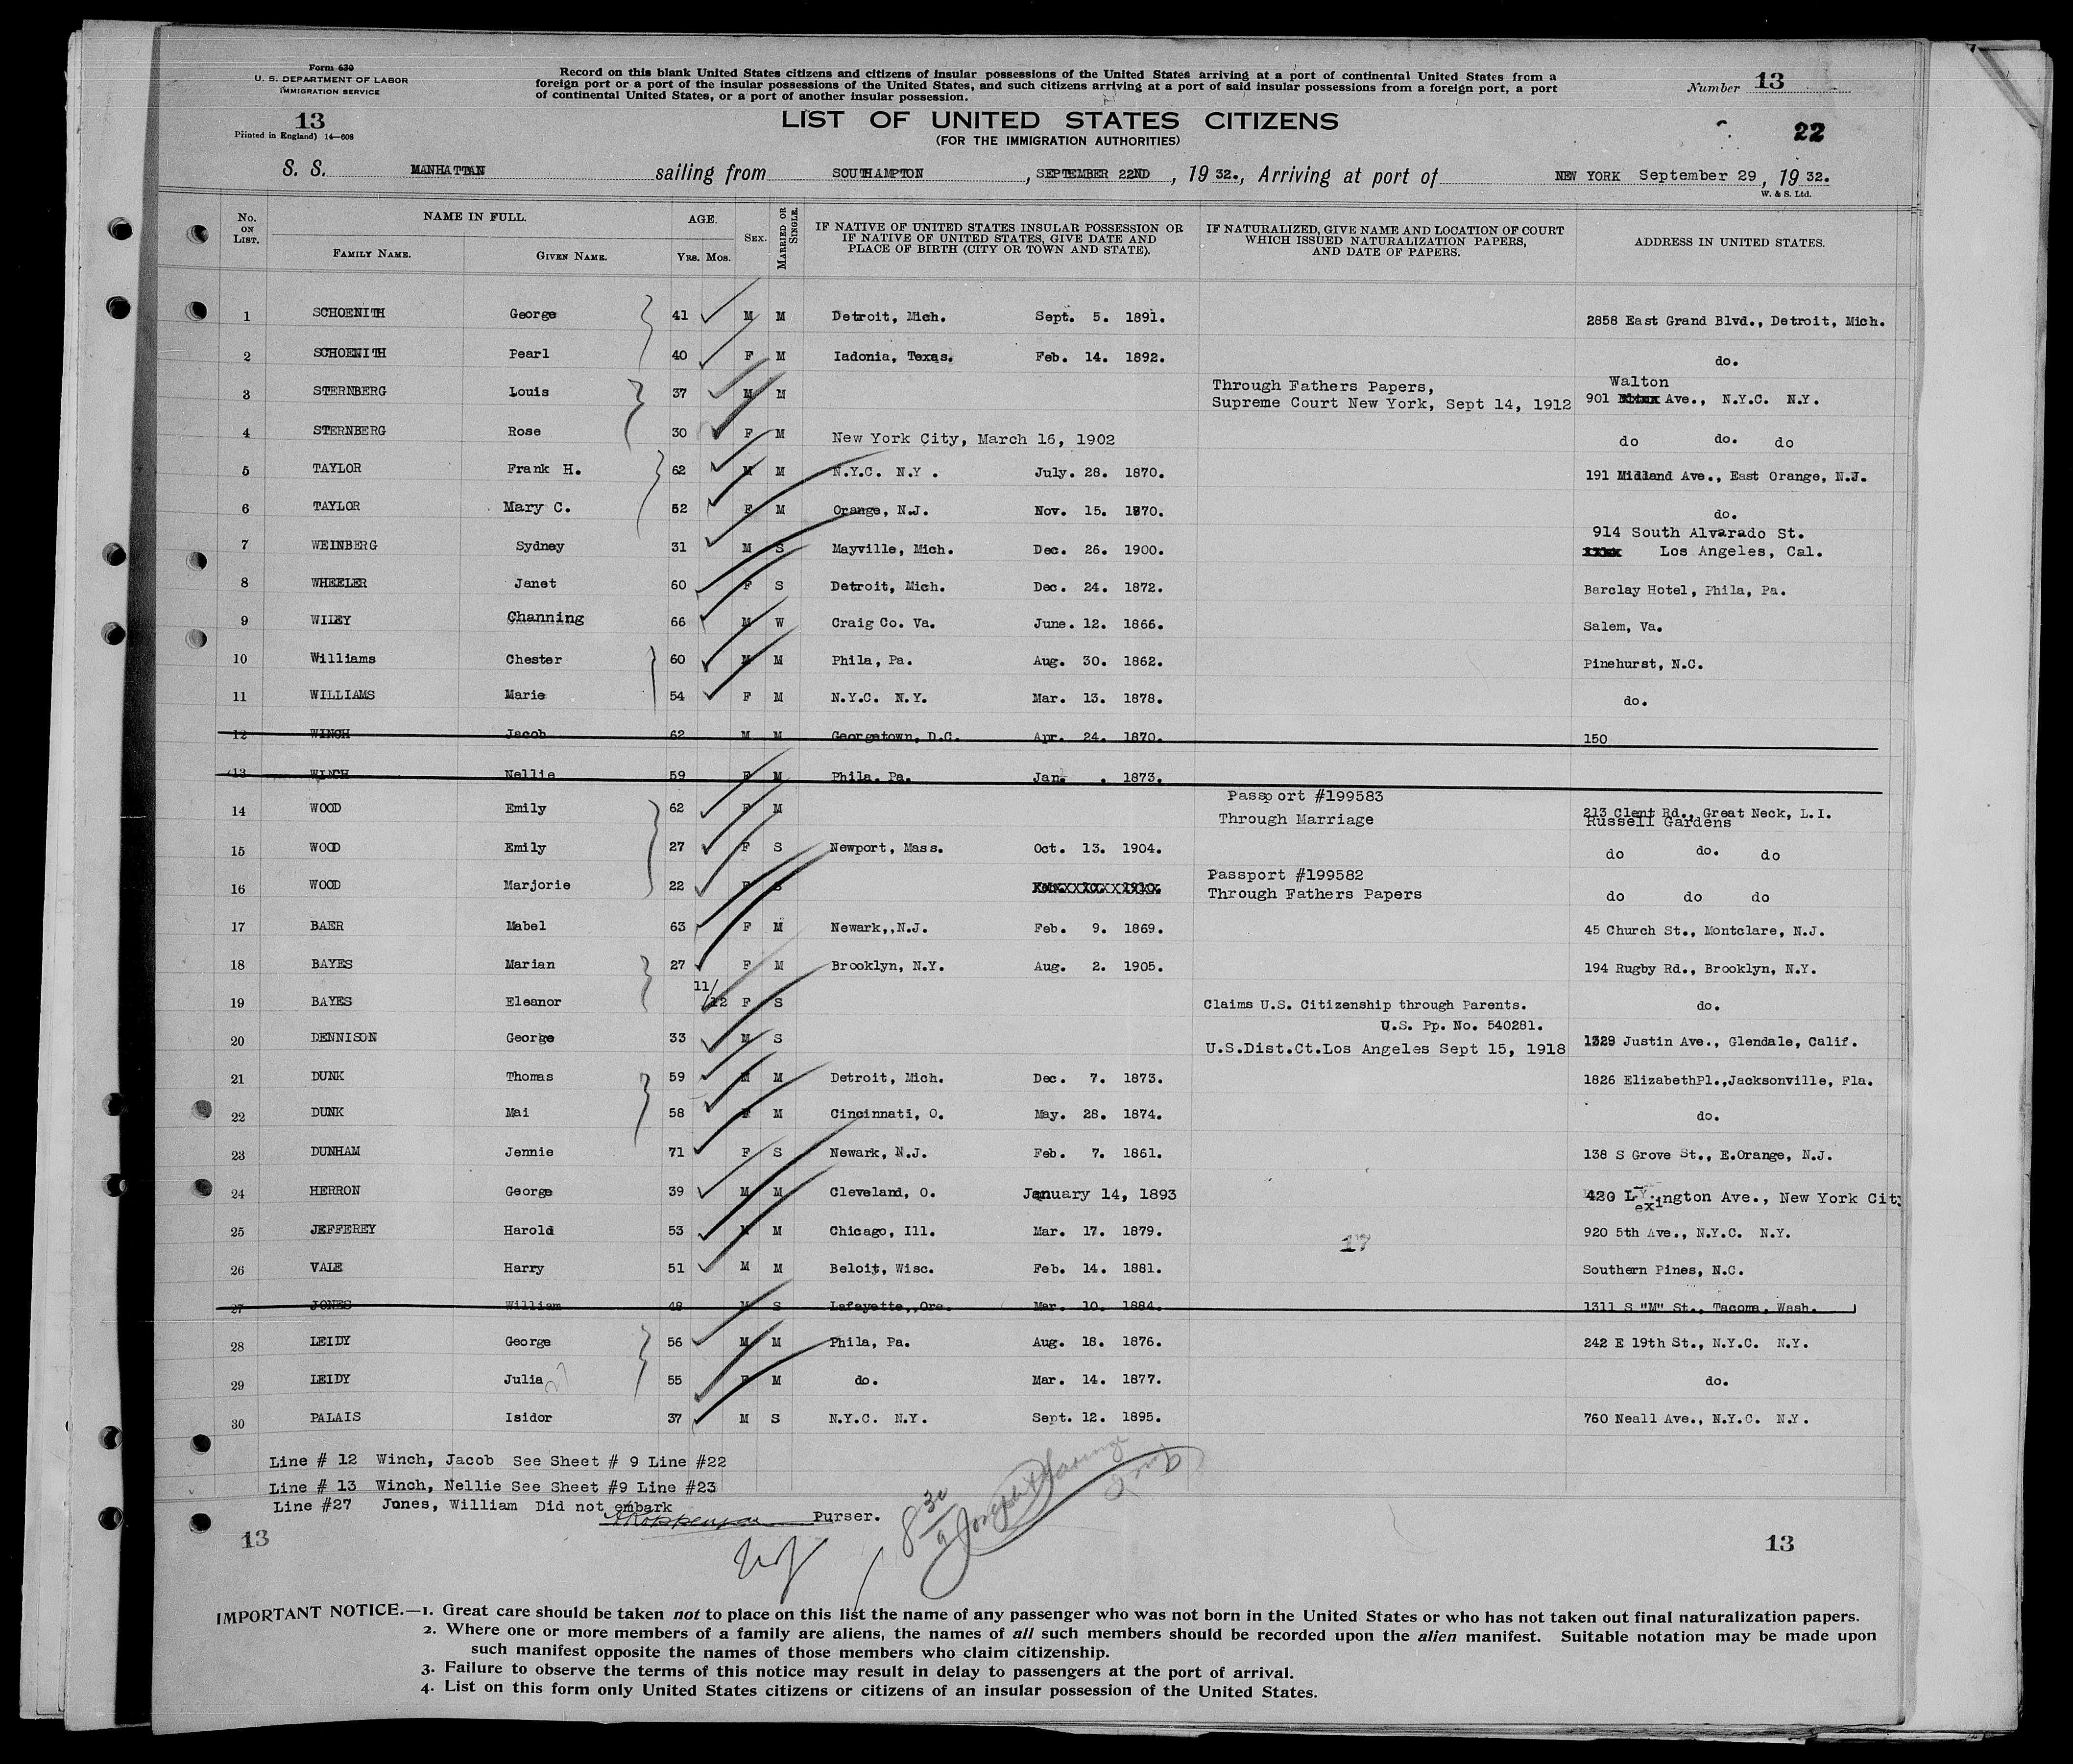 Form 630
U. S. DEPARTMENT OF LABOR
IMMIGRATION SERVICE
13
Printed in England) 14—608
Record on this blank United States citizens and citizens of insular possessions of the United States arriving at a port of continental United States from a
foreign port or a port of the insular possessions of the United States, and such citizens arriving at a port of said insular possessions from a foreign port, a port
of continental United States, or a port of another insular possession.
Number 13
LIST OF UNITED STATES CITIZENS
(FOR THE IMMIGRATION AUTHORITIES)
22
S. S. MANHATTAN sailing from SOUTHAMPTON, SEPTEMBER 22ND, 19 32., Arriving at port of NEW YORK September 29, 19 32.
W. & S. Ltd.
No. ON LIST. NAME IN FULL. FAMILY NAME. GIVEN NAME. AGE. YRS. MOS. SEX. MARRIED OR SINGLE. IF NATIVE OF UNITED STATES INSULAR POSSESSION OR IF NATIVE OF UNITED STATES, GIVE DATE AND PLACE OF BIRTH (CITY OR TOWN AND STATE). IF NATURALIZED, GIVE NAME AND LOCATION OF COURT WHICH ISSUED NATURALIZATION PAPERS, AND DATE OF PAPERS. ADDRESS IN UNITED STATES.
1 SCHOENITH George 41 M M Detroit, Mich. Sept. 5. 1891. 2858 East Grand Blvd., Detroit, Mich.
2 SCHOENITH Pearl 40 F M Iadonia, Texas. Feb. 14. 1892. do.
3 STERNBERG Louis 37 M M Through Fathers Papers, Supreme Court New York, Sept 14, 1912 901 Walton Ave., N.Y.C. N.Y.
4 STERNBERG Rose 30 F M New York City, March 16, 1902 do do. do
5 TAYLOR Frank H. 62 M M N.Y.C. N.Y . July. 28. 1870. 191 Midland Ave., East Orange, N.J.
6 TAYLOR Mary C. 52 F M Orange, N.J. Nov. 15. 1870. do.
7 WEINBERG Sydney 31 M S Mayville, Mich. Dec. 26. 1900. 914 South Alvarado St. Los Angeles, Cal.
8 WHEELER Janet 60 F S Detroit, Mich. Dec. 24. 1872. Barclay Hotel, Phila, Pa.
9 WILEY Channing 66 M W Craig Co. Va. June. 12. 1866. Salem, Va.
10 Williams Chester 60 M M Phila, Pa. Aug. 30. 1862. Pinehurst, N.C.
11 WILLIAMS Marie 54 F M N.Y.C. N.Y. Mar. 13. 1878. do.
12 WINCH Jacob 62 M M Georgetown, D.C. Apr. 24. 1870. 150
13 WINCH Nellie 59 F M Phila. Pa. Jan. . 1873.
14 WOOD Emily 62 F M Passport #199583 Through Marriage 213 Clent Rd., Great Neck, L.I. Russell Gardens
15 WOOD Emily 27 F S Newport, Mass. Oct. 13. 1904. do do. do
16 WOOD Marjorie 22 F S Passport #199582 Through Fathers Papers do do do
17 BAER Mabel 63 F M Newark,,N.J. Feb. 9. 1869. 45 Church St., Montclare, N.J.
18 BAYES Marian 27 F M Brooklyn, N.Y. Aug. 2. 1905. 194 Rugby Rd., Brooklyn, N.Y.
19 BAYES Eleanor 11/12 F S Claims U.S. Citizenship through Parents. do.
U.S. Pp. No. 540281.
20 DENNISON George 33 M S U.S.Dist.Ct.Los Angeles Sept 15, 1918 1329 Justin Ave., Glendale, Calif.
21 DUNK Thomas 59 M M Detroit, Mich. Dec. 7. 1873. 1826 ElizabethPl.,Jacksonville, Fla.
22 DUNK Mai 58 F M Cincinnati, O. May. 28. 1874. do.
23 DUNHAM Jennie 71 F S Newark, N.J. Feb. 7. 1861. 138 S Grove St., E.Orange, N.J.
24 HERRON George 39 M M Cleveland, O. January 14, 1893 420 Lexington Ave., New York City
25 JEFFEREY Harold 53 M M Chicago, Ill. Mar. 17. 1879. 920 5th Ave., N.Y.C. N.Y.
17
26 VALE Harry 51 M M Beloit, Wisc. Feb. 14. 1881. Southern Pines, N.C.
27 JONES William 48 M S Lafayette,,Ore. Mar. 10. 1884. 1311 S "M" St., Tacoma, Wash.
28 LEIDY George 56 M M Phila, Pa. Aug. 18. 1876. 242 E 19th St., N.Y.C. N.Y.
29 LEIDY Julia 55 F M do. Mar. 14. 1877. do.
30 PALAIS Isidor 37 M S N.Y.C. N.Y. Sept. 12. 1895. 760 Neall Ave., N.Y.C. N.Y.
Line # 12 Winch, Jacob See Sheet # 9 Line #22
Line # 13 Winch, Nellie See Sheet #9 Line #23
Line #27 Jones, William Did not embark
Purser.
13
13
IMPORTANT NOTICE.—1. Great care should be taken not to place on this list the name of any passenger who was not born in the United States or who has not taken out final naturalization papers.
2. Where one or more members of a family are aliens, the names of all such members should be recorded upon the alien manifest. Suitable notation may be made upon
such manifest opposite the names of those members who claim citizenship.
3. Failure to observe the terms of this notice may result in delay to passengers at the port of arrival.
4. List on this form only United States citizens or citizens of an insular possession of the United States.